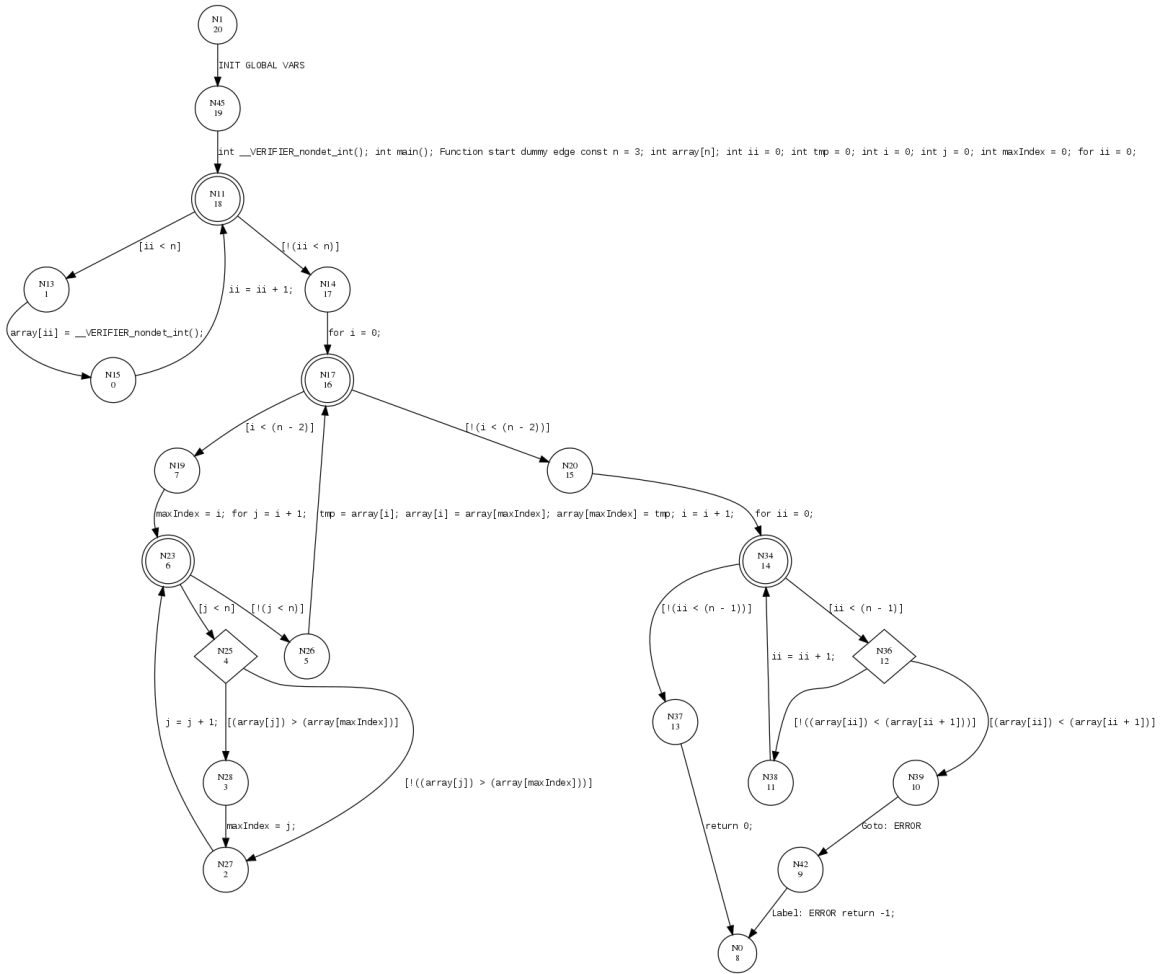 N1
20
INIT GLOBAL VARS
N45
19
int __VERIFIER_nondet_int(); int main(); Function start dummy edge const n = 3; int array[n]; int ii = 0; int tmp = 0; int i = 0; int j = 0; int maxIndex = 0; for ii = 0;
N11
18
[ii < n]
[!(ii < n)]
N13
1
ii = ii + 1;
N14
17
array[ii] = __VERIFIER_nondet_int();
for i = 0;
N15
0
N17
16
[i < (n - 2)]
[!(i < (n - 2))]
N19
7
N20
15
maxIndex = i; for j = i + 1;
tmp = array[i]; array[i] = array[maxIndex]; array[maxIndex] = tmp; i = i + 1;
for ii = 0;
N23
6
N34
14
[j < n]
[!(j < n)]
[!(ii < (n - 1))]
[ii < (n - 1)]
N25
4
N26
5
ii = ii + 1;
N36
12
j = j + 1;
[(array[j]) > (array[maxIndex])]
N37
13
[!((array[ii]) < (array[ii + 1]))]
[(array[ii]) < (array[ii + 1])]
N28
3
[!((array[j]) > (array[maxIndex]))]
N38
11
N39
10
maxIndex = j;
return 0;
Goto: ERROR
N27
2
N42
9
Label: ERROR return -1;
N0
8